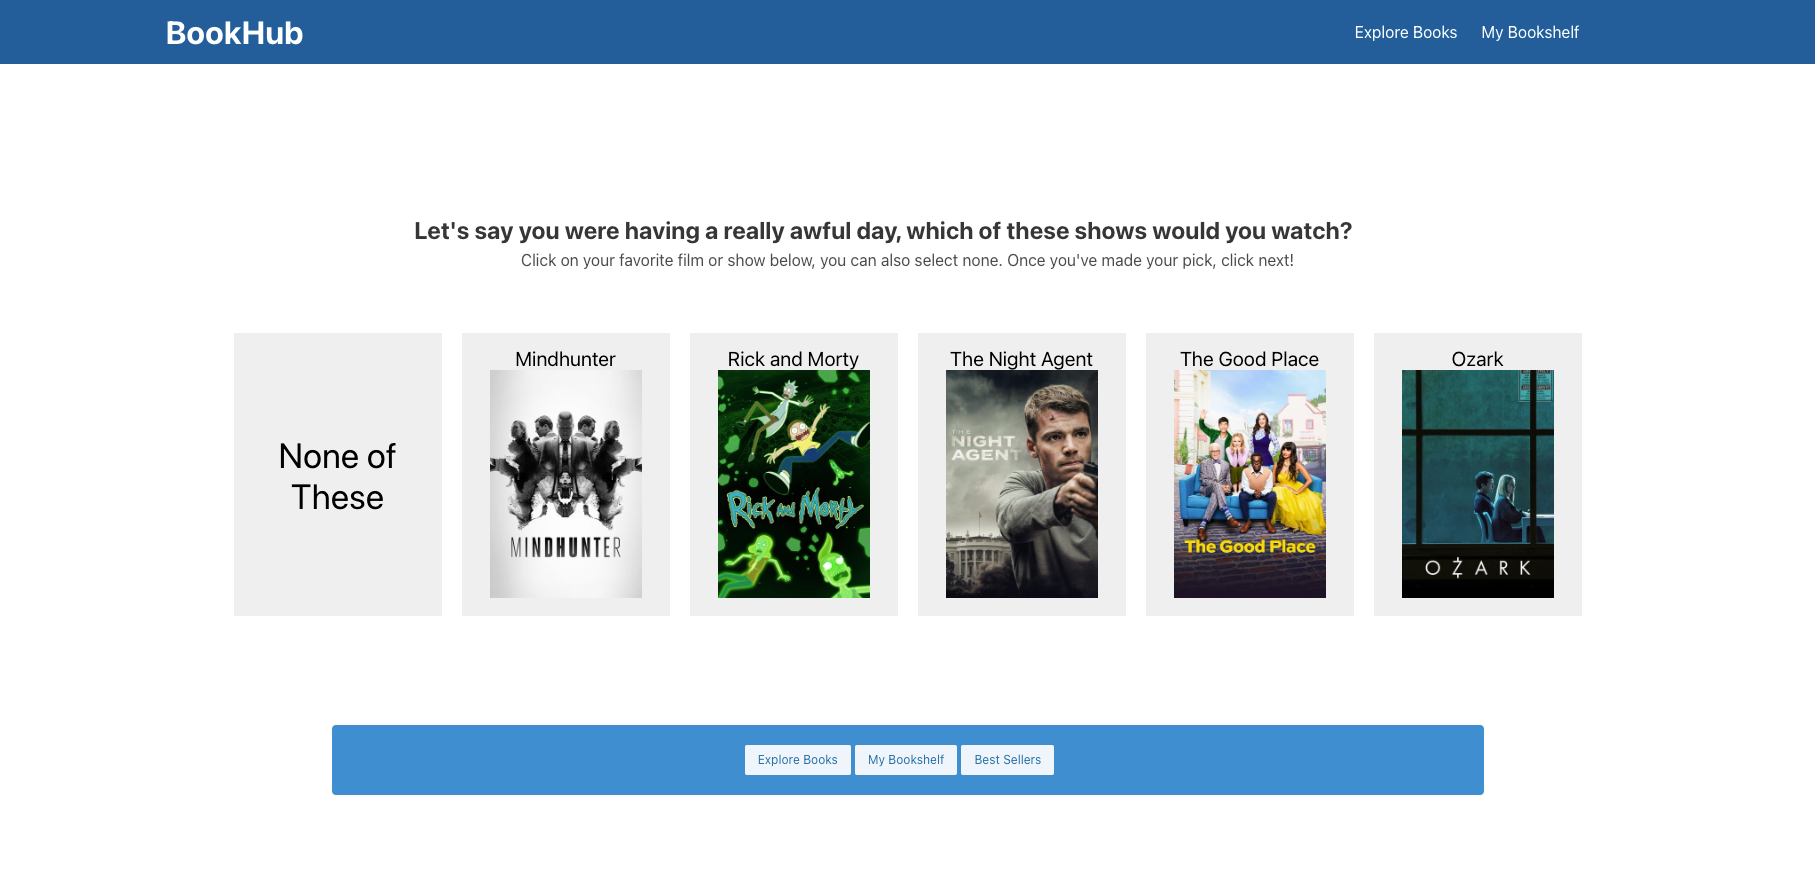 BookHub
Explore Books
My Bookshelf
Let's say you were having a really awful day, which of these shows would you watch?
Click on your favorite film or show below, you can also select none. Once you've made your pick, click next!
None of
These
Mindhunter
MINDHUNTER
Rick and Morty
Rick and Morty
The Night Agent
THE
NIGHT
AGENT
The Good Place
The Good Place
Ozark
OZARK
Explore Books
My Bookshelf
Best Sellers